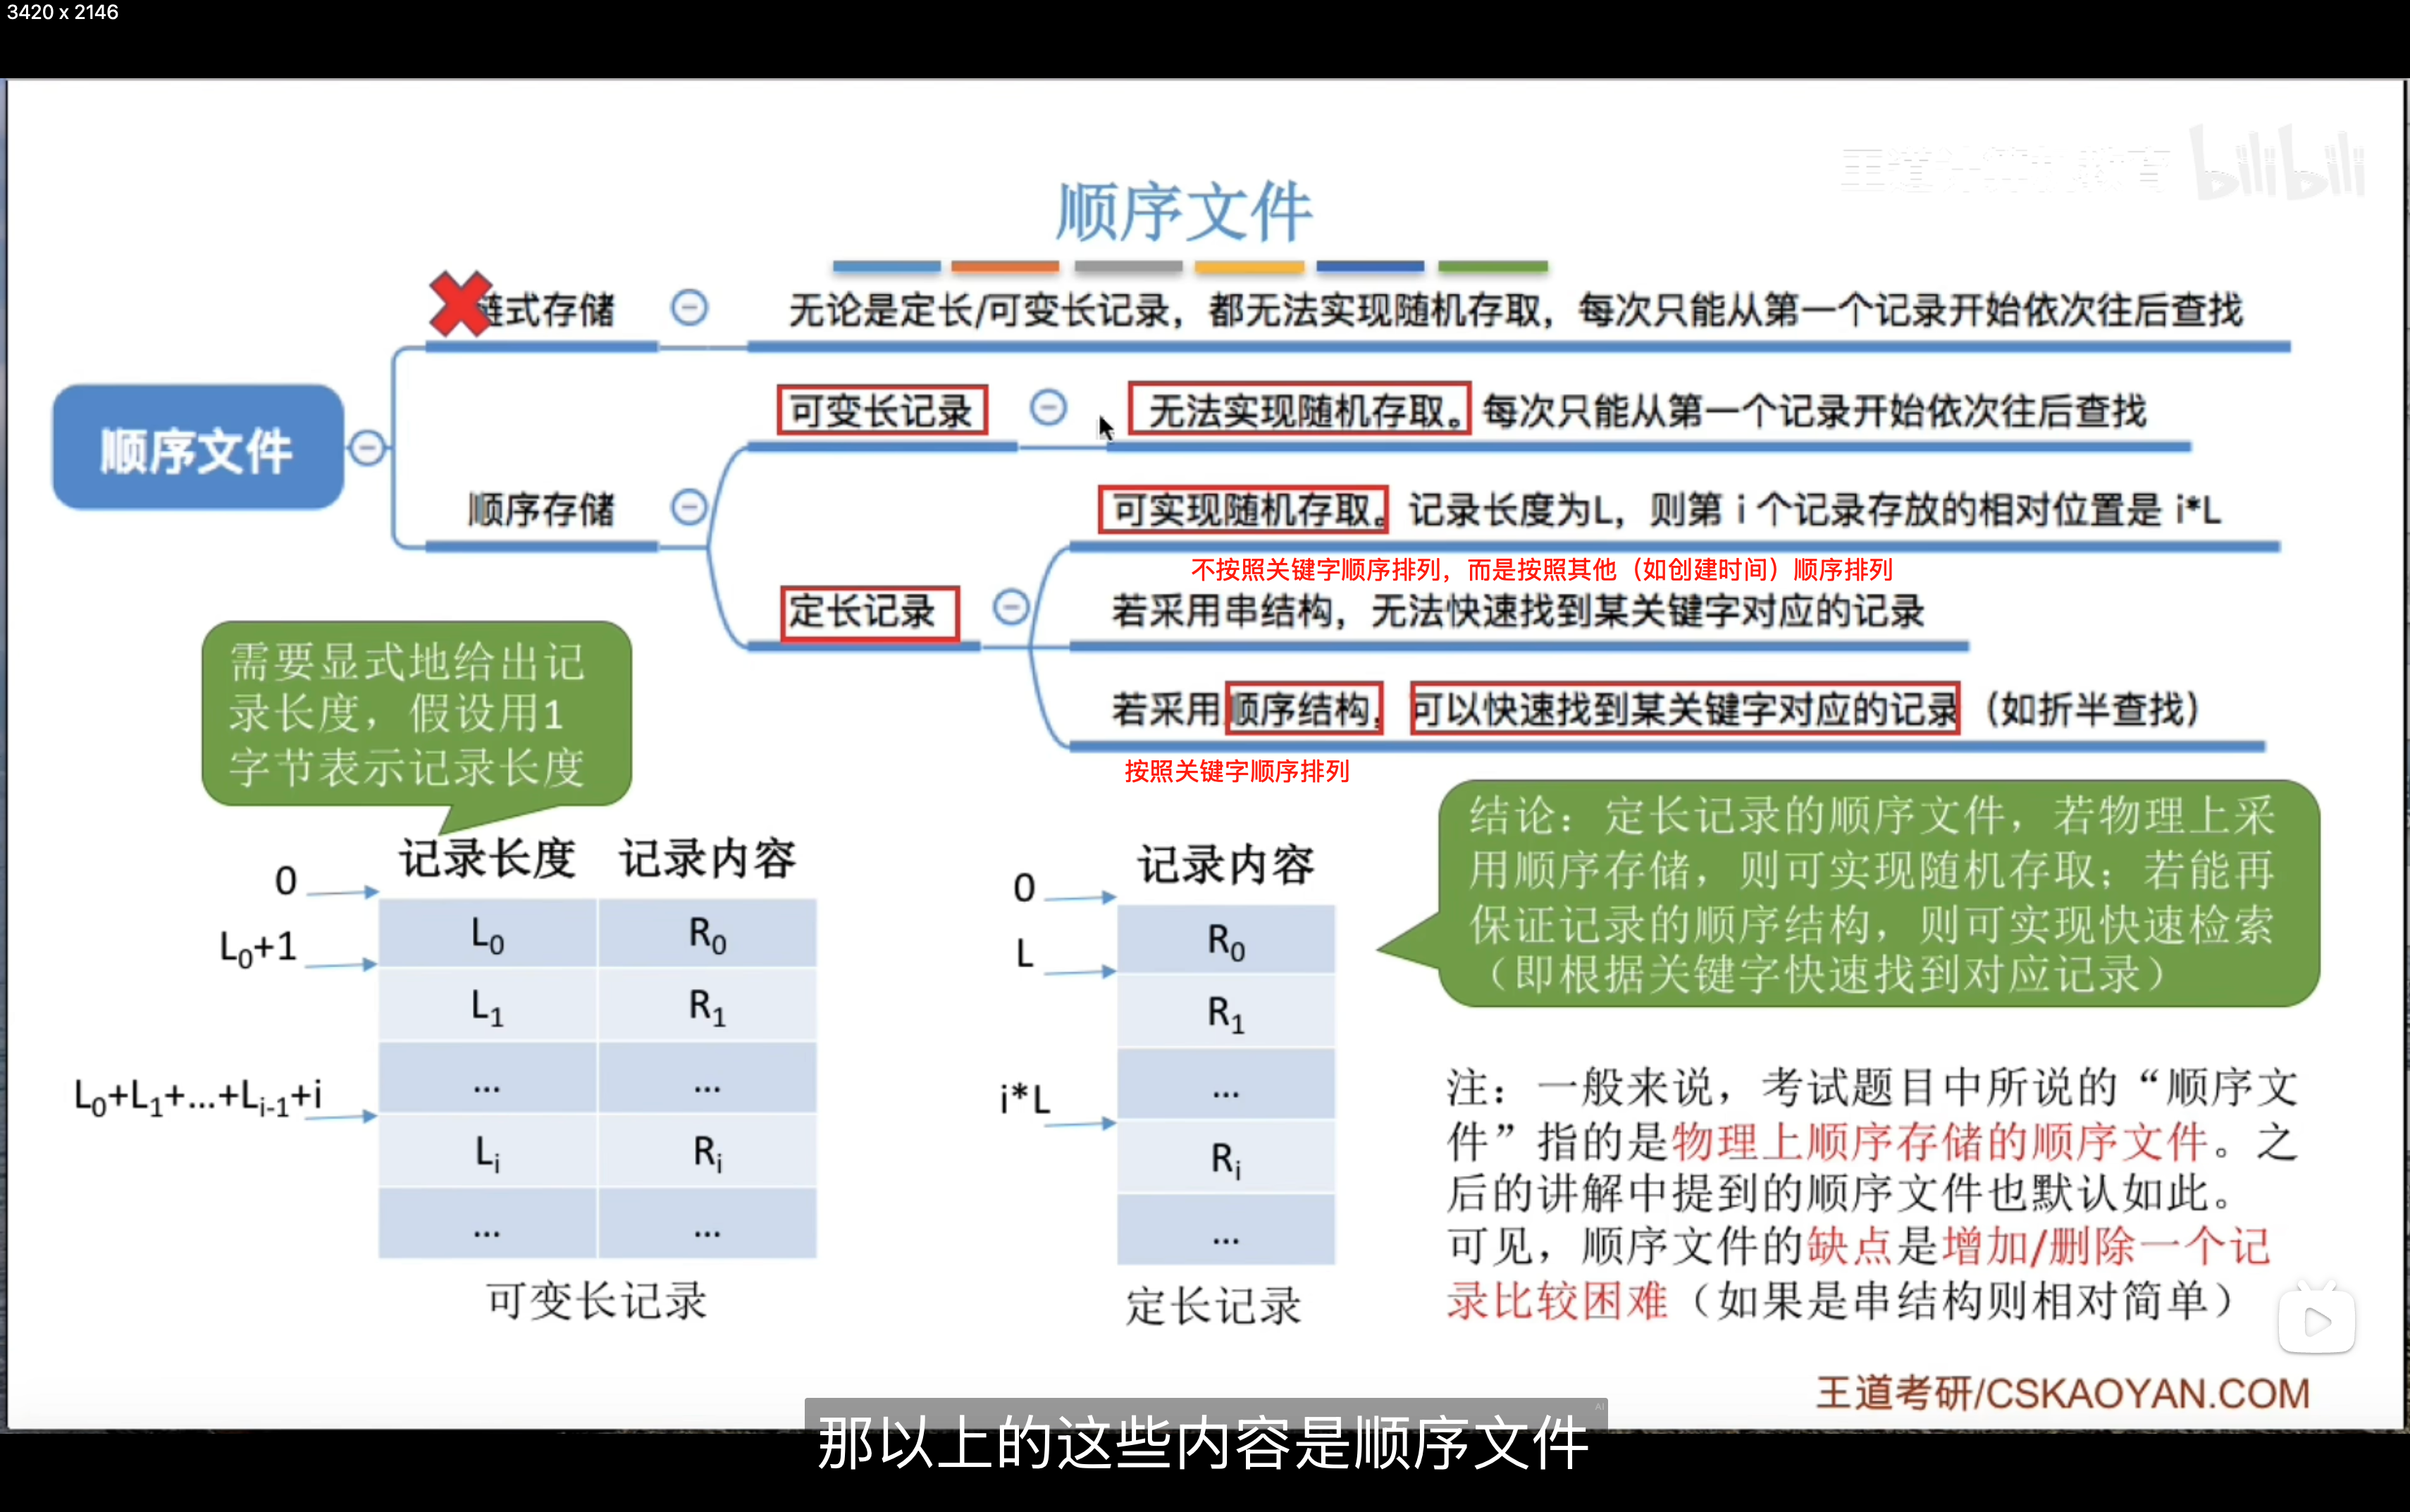 3420 x 2146
王道计算机教育 bilibili
顺序文件
链式存储
无论是定长/可变长记录，都无法实现随机存取，每次只能从第一个记录开始依次往后查找
可变长记录
无法实现随机存取。每次只能从第一个记录开始依次往后查找
顺序文件
顺序存储
可实现随机存取。记录长度为L，则第 i 个记录存放的相对位置是 i*L
不按照关键字顺序排列，而是按照其他（如创建时间）顺序排列
定长记录
若采用串结构，无法快速找到某关键字对应的记录
若采用顺序结构，可以快速找到某关键字对应的记录（如折半查找）
按照关键字顺序排列
需要显式地给出记
录长度，假设用1
字节表示记录长度
记录长度 记录内容
0
L₀ R₀
L₀+1
L₁ R₁
... ...
L₀+L₁+...+Lᵢ₋₁+i
Lᵢ Rᵢ
... ...
可变长记录
记录内容
0
R₀
L
R₁
...
i*L
Rᵢ
...
定长记录
结论：定长记录的顺序文件，若物理上采
用顺序存储，则可实现随机存取；若能再
保证记录的顺序结构，则可实现快速检索
（即根据关键字快速找到对应记录）
注：一般来说，考试题目中所说的“顺序文
件”指的是物理上顺序存储的顺序文件。之
后的讲解中提到的顺序文件也默认如此。
可见，顺序文件的缺点是增加/删除一个记
录比较困难（如果是串结构则相对简单）
王道考研/CSKAOYAN.COM
AI
那以上的这些内容是顺序文件